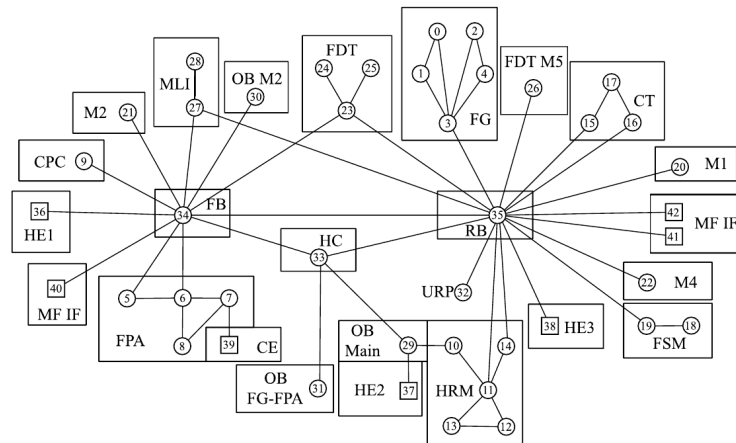 0
2
28
FDT
MLI
OB M2
24
25
1
4
FDT M5
17
30
26
CT
27
M2
21
23
3
FG
15
16
CPC
9
20
M1
36
34
FB
35
42
HE1
RB
MF IF
41
HC
33
40
URP
32
22
M4
MF IF
5
6
7
38
HE3
19
18
FPA
8
39
CE
OB
Main
29
10
14
FSM
OB
FG-FPA
31
HE2
37
HRM
11
13
12